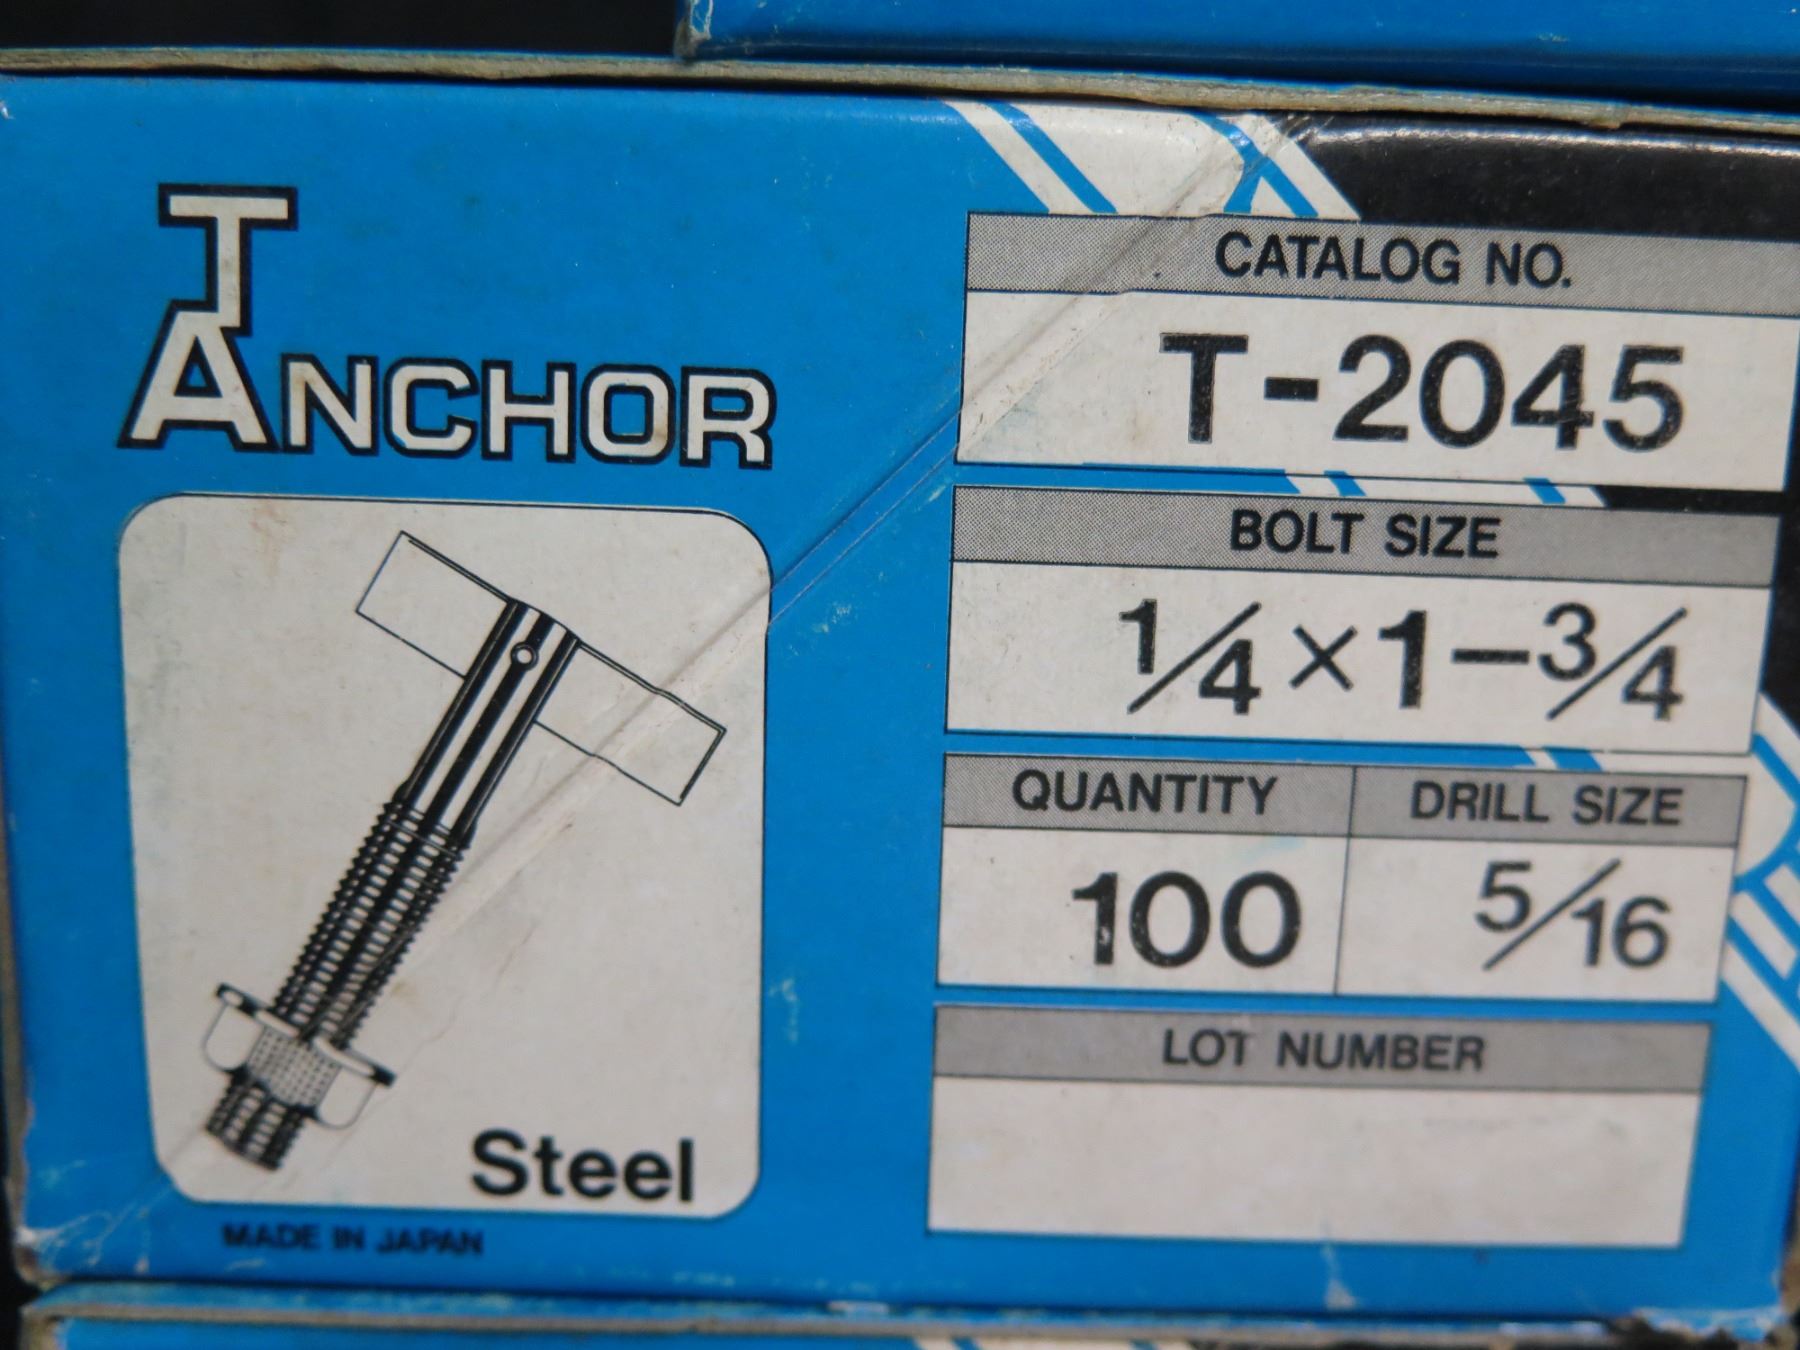 T ANCHOR
CATALOG NO.
T-2045
BOLT SIZE
1/4 × 1-3/4
QUANTITY
DRILL SIZE
100
5/16
LOT NUMBER
Steel
MADE IN JAPAN